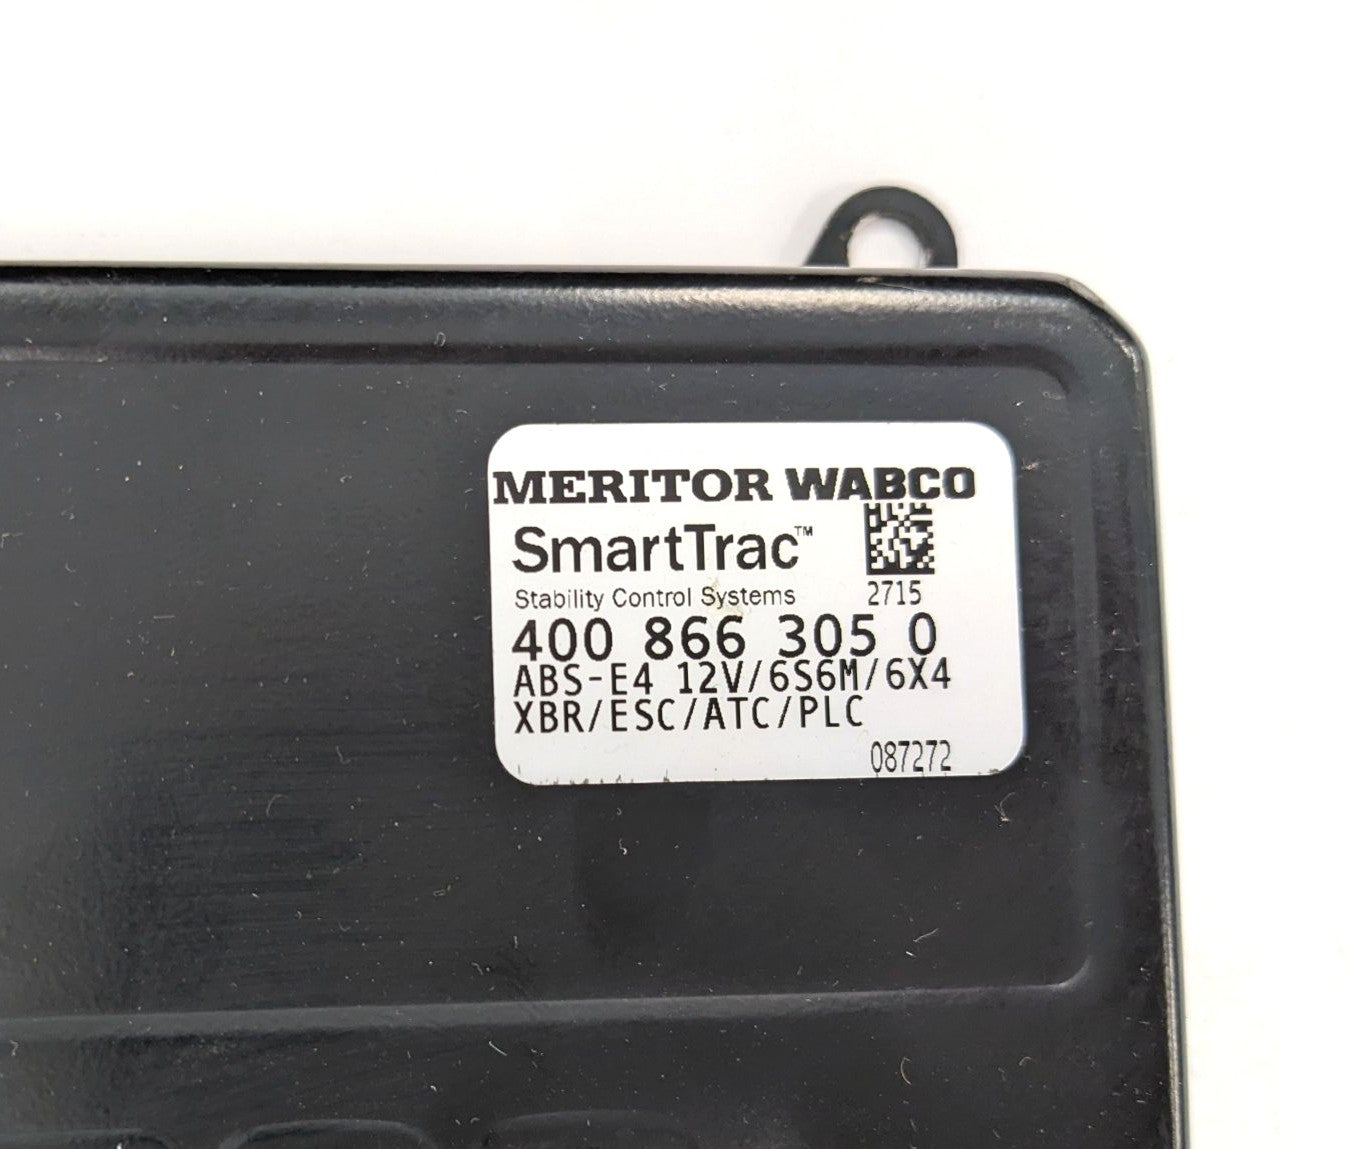 MERITOR WABCO
SmartTrac™
Stability Control Systems 2715
400 866 305 0
ABS-E4 12V/6S6M/6X4
XBR/ESC/ATC/PLC
087272